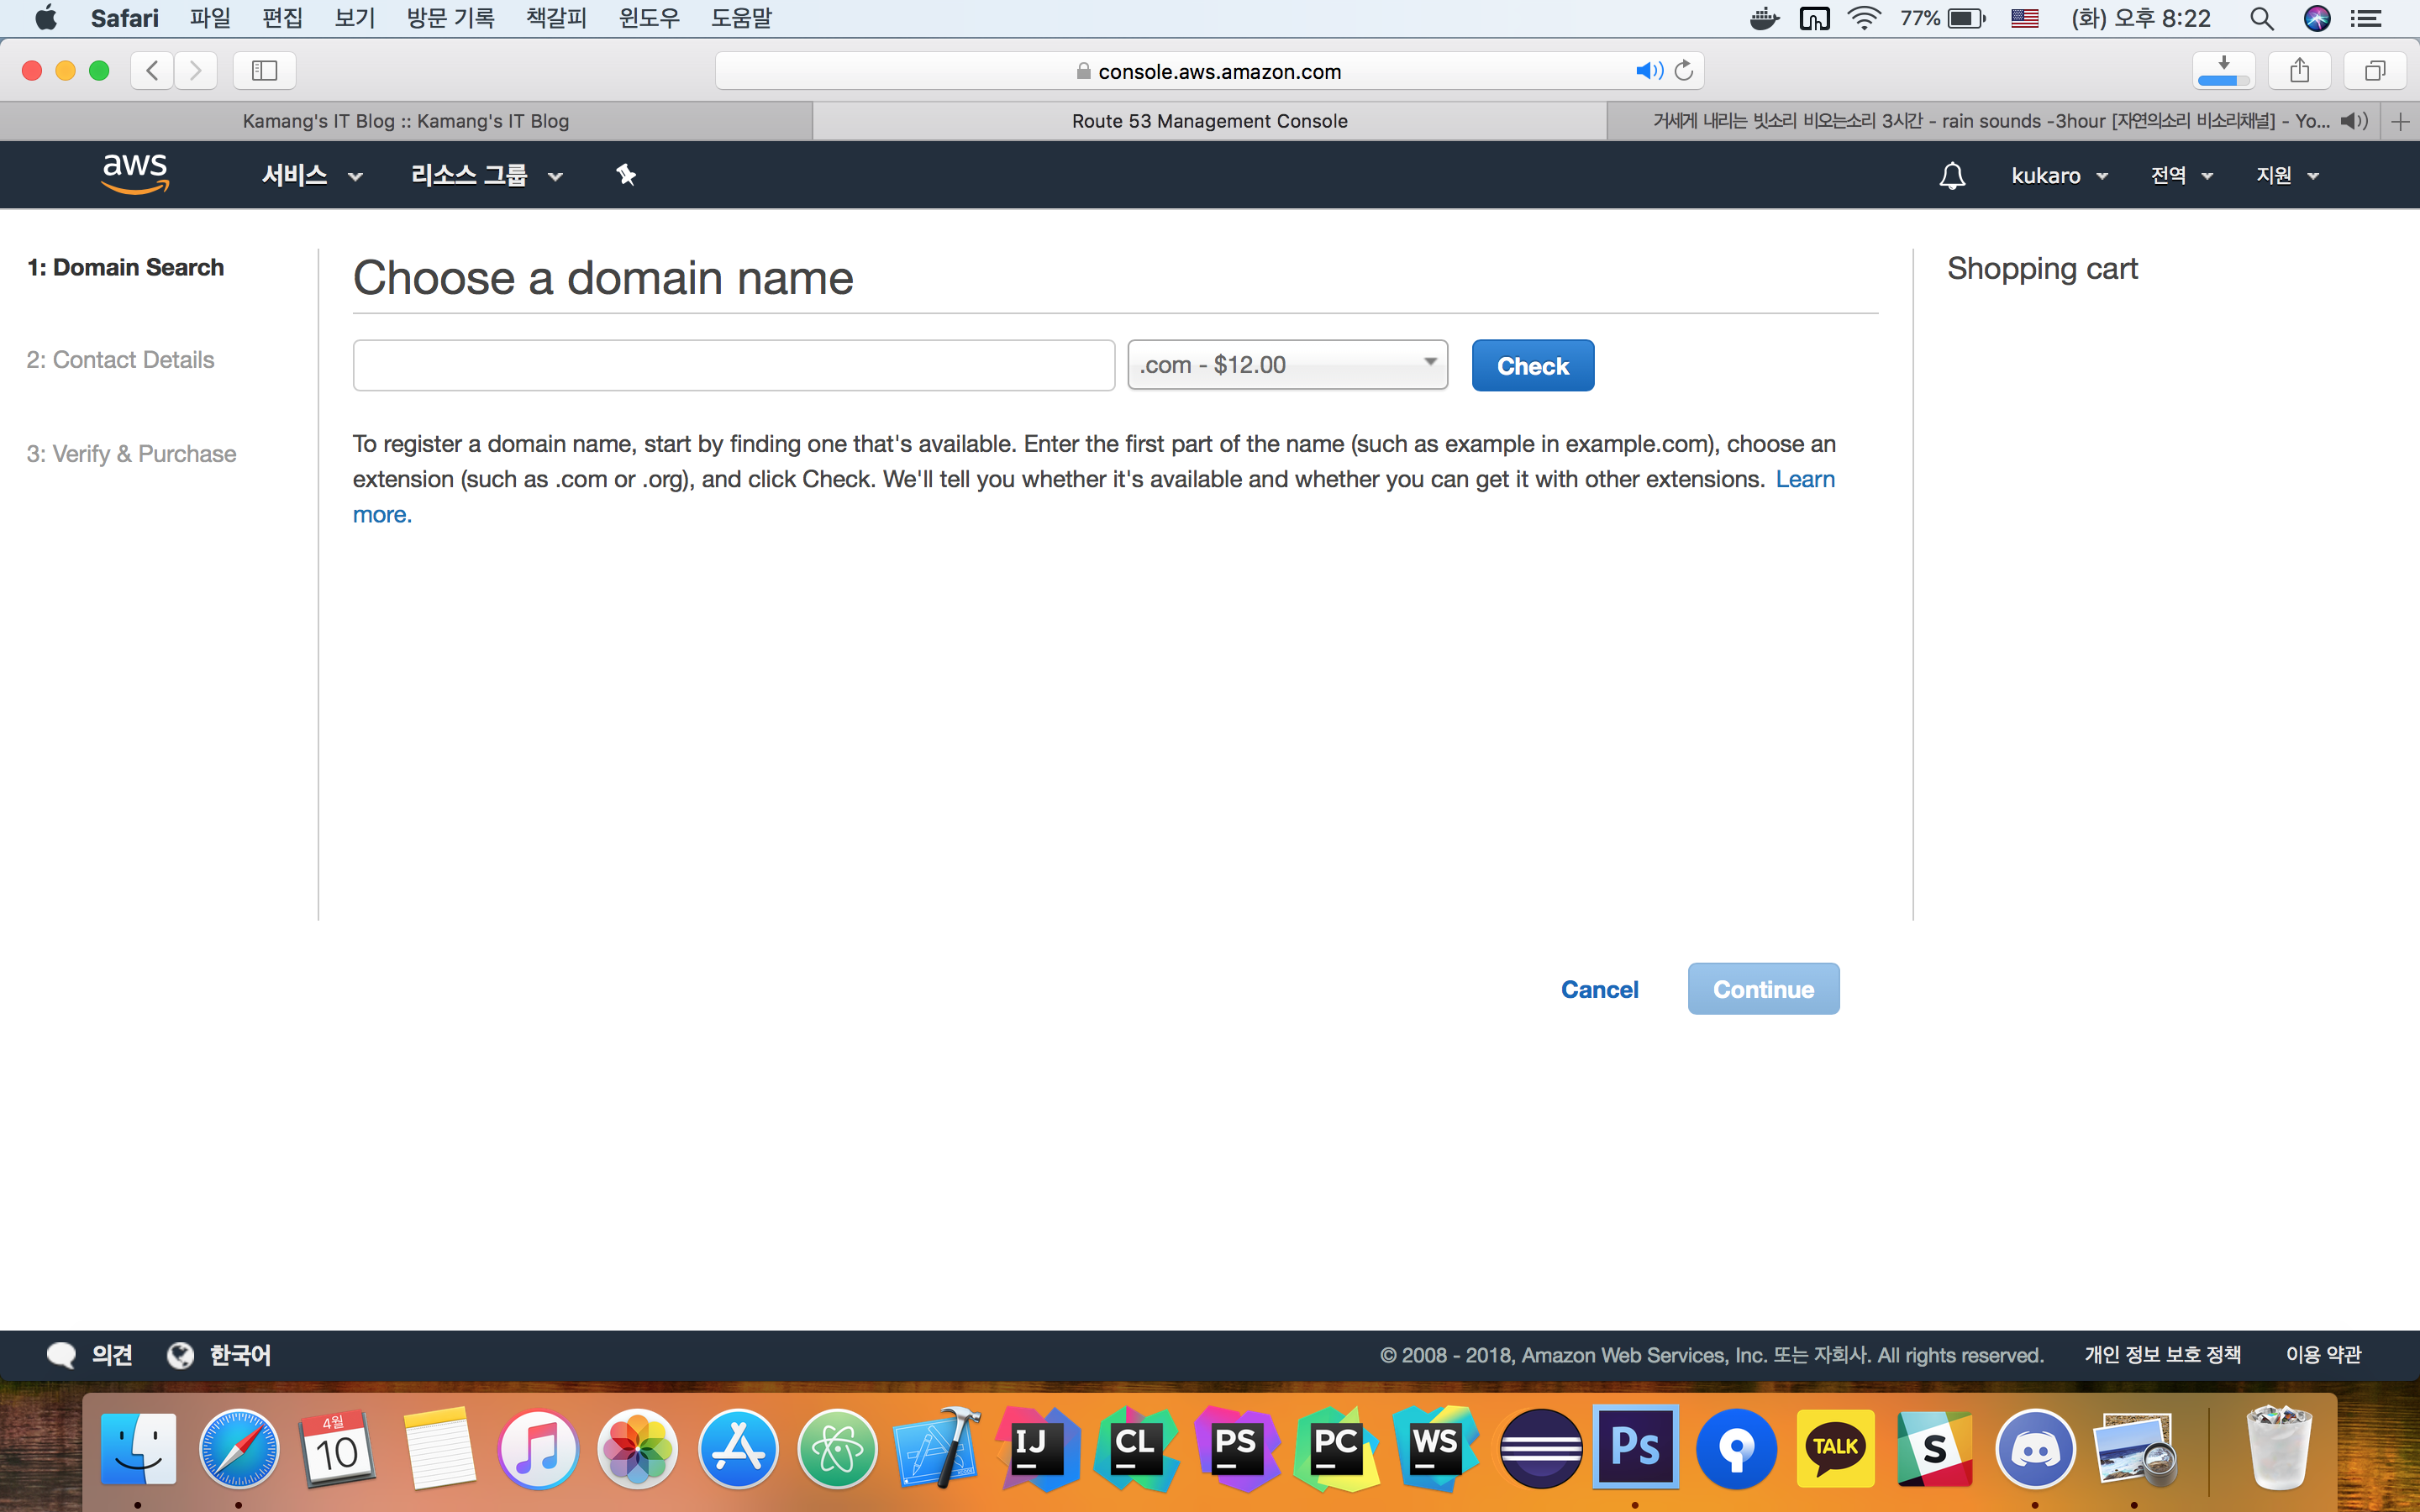 Safari 파일 편집 보기 방문 기록 책갈피 윈도우 도움말 77% (화) 오후 8:22
console.aws.amazon.com
Kamang's IT Blog :: Kamang's IT Blog
Route 53 Management Console
거세게 내리는 빗소리 비오는소리 3시간 - rain sounds -3hour [자연의소리 비소리채널] - Yo...
aws 서비스 리소스 그룹 kukaro 전역 지원
1: Domain Search
2: Contact Details
3: Verify & Purchase
Choose a domain name
.com - $12.00
Check
To register a domain name, start by finding one that's available. Enter the first part of the name (such as example in example.com), choose an
extension (such as .com or .org), and click Check. We'll tell you whether it's available and whether you can get it with other extensions. Learn
more.
Shopping cart
Cancel
Continue
의견 한국어 © 2008 - 2018, Amazon Web Services, Inc. 또는 자회사. All rights reserved. 개인 정보 보호 정책 이용 약관
4월
10
IJ
CL
PS
PC
WS
Ps
TALK
S